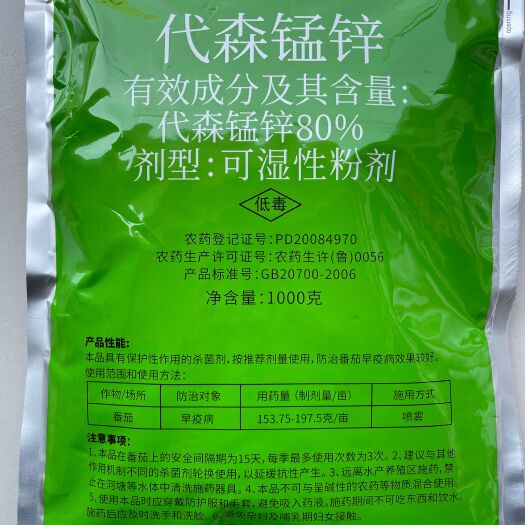 代森锰锌
有效成分及其含量:
代森锰锌80%
剂型:可湿性粉剂
低毒
农药登记证号:PD20084970
农药生产许可证号:农药生许(鲁)0056
产品标准号:GB20700-2006
净含量:1000克
产品性能:
本品具有保护性作用的杀菌剂,按推荐剂量使用,防治番茄早疫病效果较好。
使用范围和使用方法:
作物/场所 防治对象 用药量(制剂量/亩) 施用方式
番茄 早疫病 153.75-197.5克/亩 喷雾
注意事项:
1、本品在番茄上的安全间隔期为15天,每季最多使用次数为3次。2、建议与其他
作用机制不同的杀菌剂轮换使用,以延缓抗性产生。3、远离水产养殖区施药,禁
止在河塘等水体中清洗施药器具。4、本品不可与呈碱性的农药等物质混合使用。
5、使用本品时应穿戴防护服和手套,避免吸入药液。施药期间不可吃东西和饮水。
施药后应及时洗手和洗脸。6、避免孕妇及哺乳期妇女接触。
opening